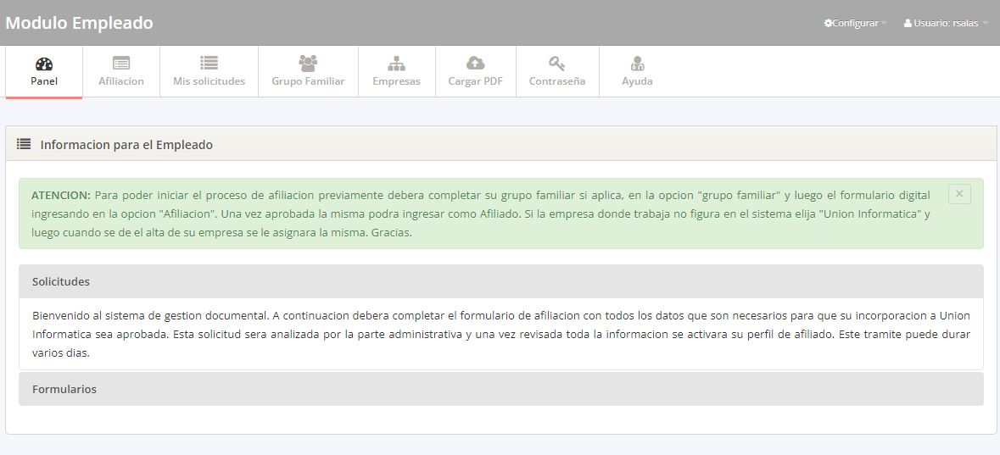 Modulo Empleado
Configurar
Usuario: rsalas
Panel
Afiliacion
Mis solicitudes
Grupo Familiar
Empresas
Cargar PDF
Contraseña
Ayuda
Informacion para el Empleado
ATENCION: Para poder iniciar el proceso de afiliacion previamente debera completar su grupo familiar si aplica, en la opcion "grupo familiar" y luego el formulario digital
ingresando en la opcion "Afiliacion". Una vez aprobada la misma podra ingresar como Afiliado. Si la empresa donde trabaja no figura en el sistema elija "Union Informatica" y
luego cuando se de el alta de su empresa se le asignara la misma. Gracias.
Solicitudes
Bienvenido al sistema de gestion documental. A continuacion debera completar el formulario de afiliacion con todos los datos que son necesarios para que su incorporacion a Union
Informatica sea aprobada. Esta solicitud sera analizada por la parte administrativa y una vez revisada toda la informacion se activara su perfil de afiliado. Este tramite puede durar
varios dias.
Formularios